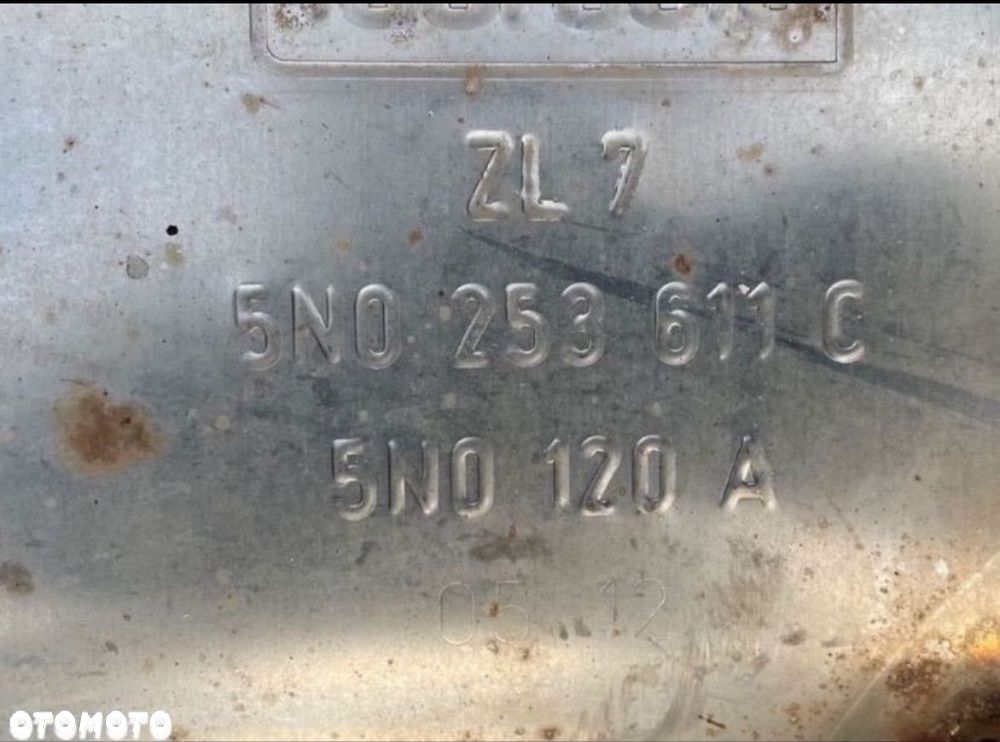 ZL 7
5N0 253 611 C
5N0 120 A
05 12
OTOMOTO